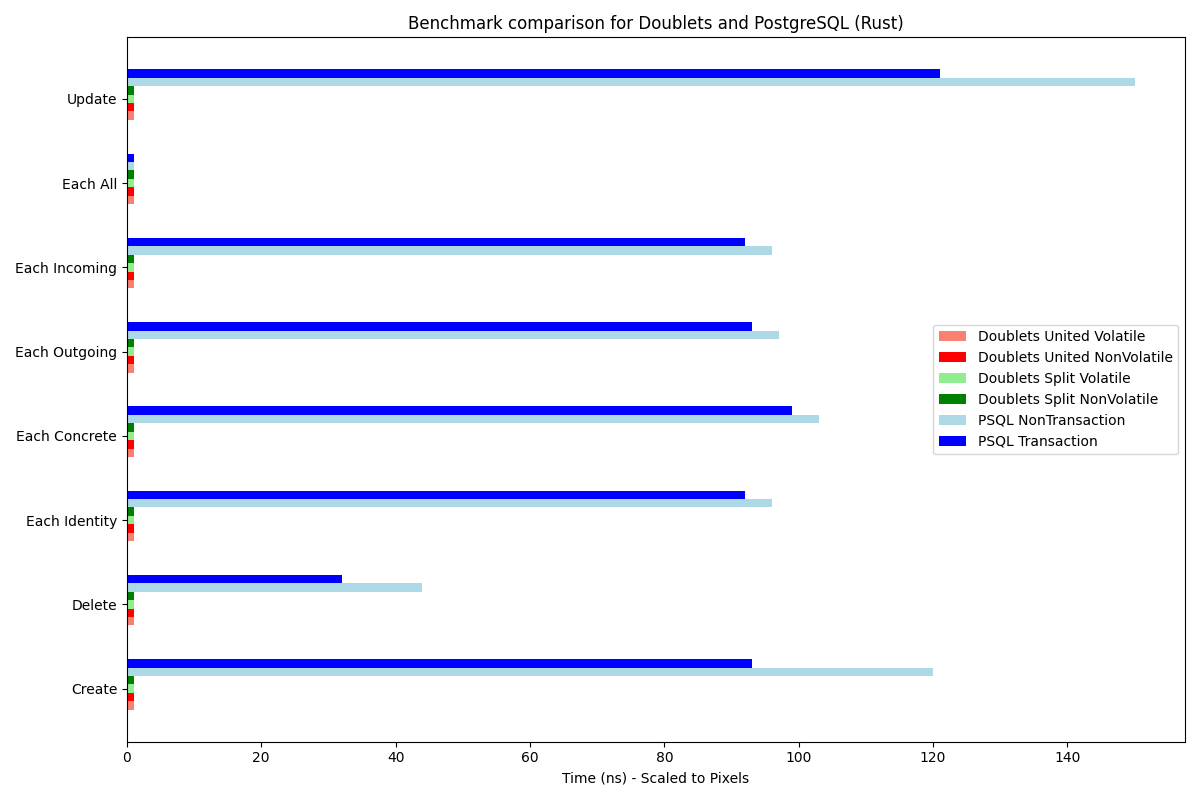 Benchmark comparison for Doublets and PostgreSQL (Rust)
Update
Each All
Each Incoming
Each Outgoing
Each Concrete
Each Identity
Delete
Create
Doublets United Volatile
Doublets United NonVolatile
Doublets Split Volatile
Doublets Split NonVolatile
PSQL NonTransaction
PSQL Transaction
0 20 40 60 80 100 120 140
Time (ns) - Scaled to Pixels